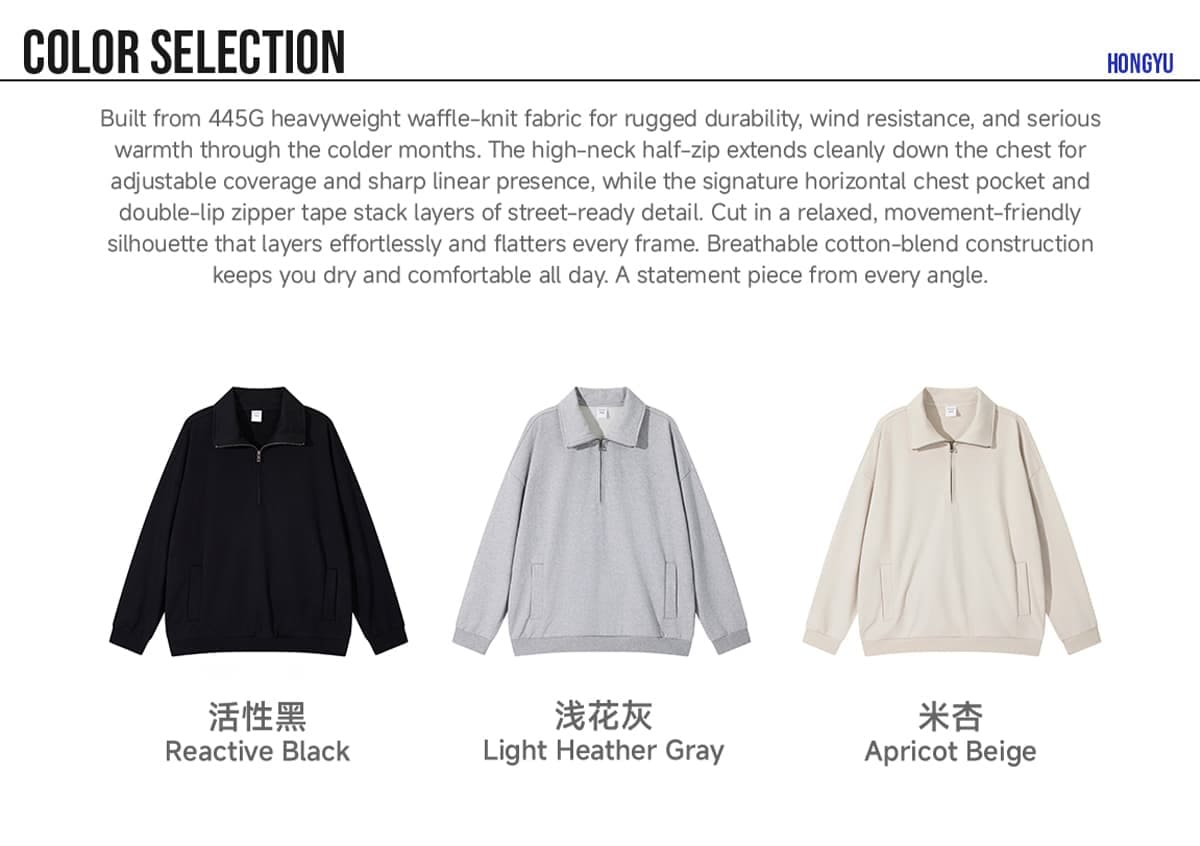 COLOR SELECTION
HONGYU
Built from 445G heavyweight waffle-knit fabric for rugged durability, wind resistance, and serious
warmth through the colder months. The high-neck half-zip extends cleanly down the chest for
adjustable coverage and sharp linear presence, while the signature horizontal chest pocket and
double-lip zipper tape stack layers of street-ready detail. Cut in a relaxed, movement-friendly
silhouette that layers effortlessly and flatters every frame. Breathable cotton-blend construction
keeps you dry and comfortable all day. A statement piece from every angle.
活性黑
Reactive Black
浅花灰
Light Heather Gray
米杏
Apricot Beige